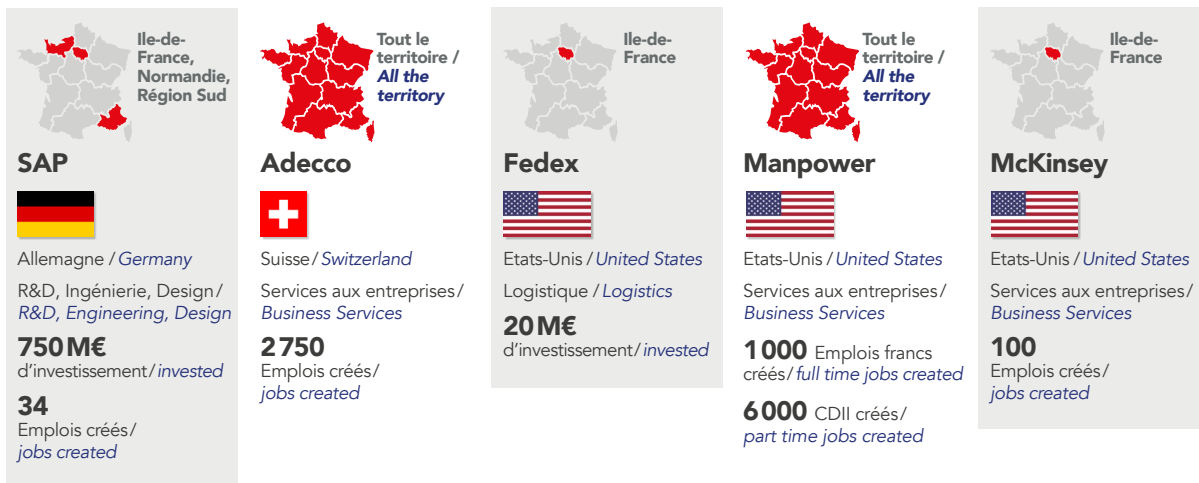 Ile-de-
France,
Normandie,
Région Sud
SAP
Allemagne / Germany
R&D, Ingénierie, Design /
R&D, Engineering, Design
750 M€
d’investissement / invested
34
Emplois créés /
jobs created
Tout le
territoire /
All the
territory
Adecco
Suisse / Switzerland
Services aux entreprises /
Business Services
2 750
Emplois créés /
jobs created
Ile-de-
France
Fedex
Etats-Unis / United States
Logistique / Logistics
20 M€
d’investissement / invested
Tout le
territoire /
All the
territory
Manpower
Etats-Unis / United States
Services aux entreprises /
Business Services
1 000 Emplois francs
créés / full time jobs created
6 000 CDII créés /
part time jobs created
Ile-de-
France
McKinsey
Etats-Unis / United States
Services aux entreprises /
Business Services
100
Emplois créés /
jobs created